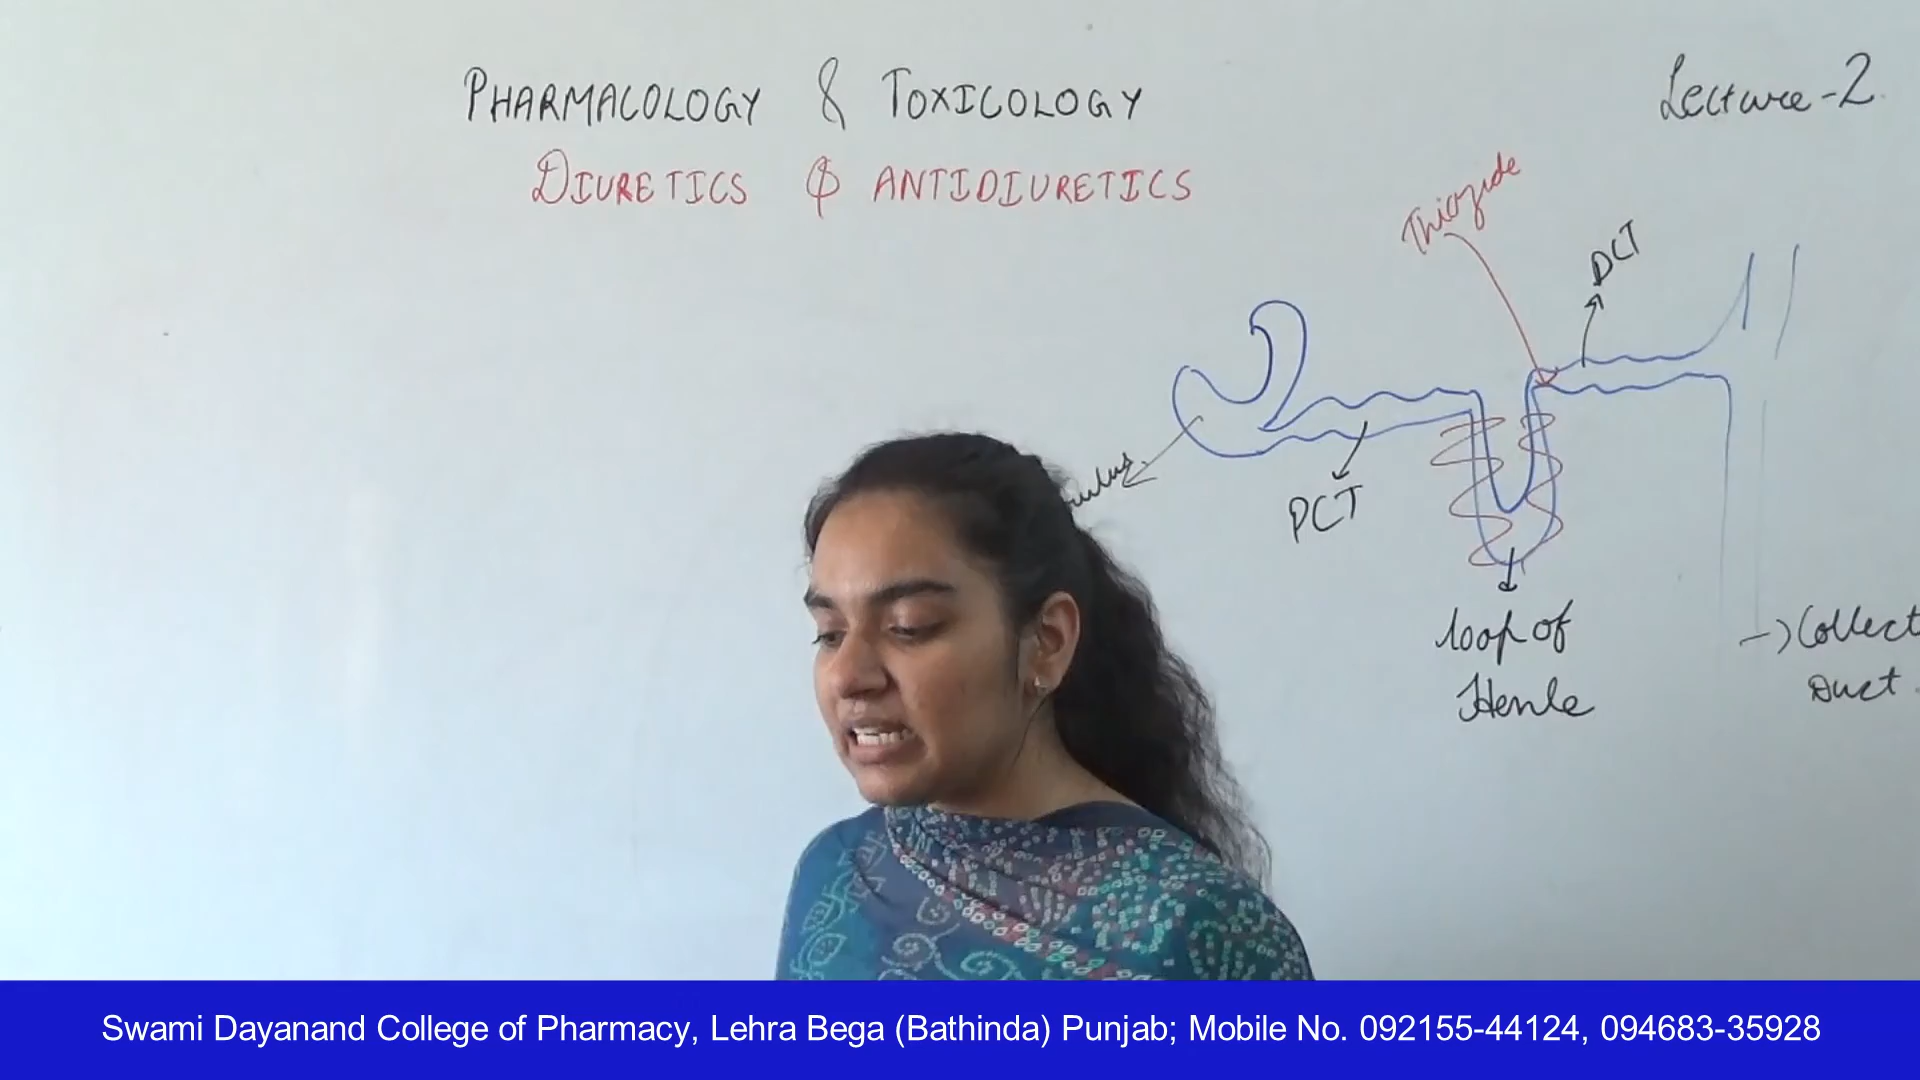 PHARMACOLOGY & TOXICOLOGY
Lecture-2
DIURETICS & ANTIDIURETICS
Thiazide
DCT
PCT
loop of
Henle
→ Collect
Duct.
Swami Dayanand College of Pharmacy, Lehra Bega (Bathinda) Punjab; Mobile No. 092155-44124, 094683-35928